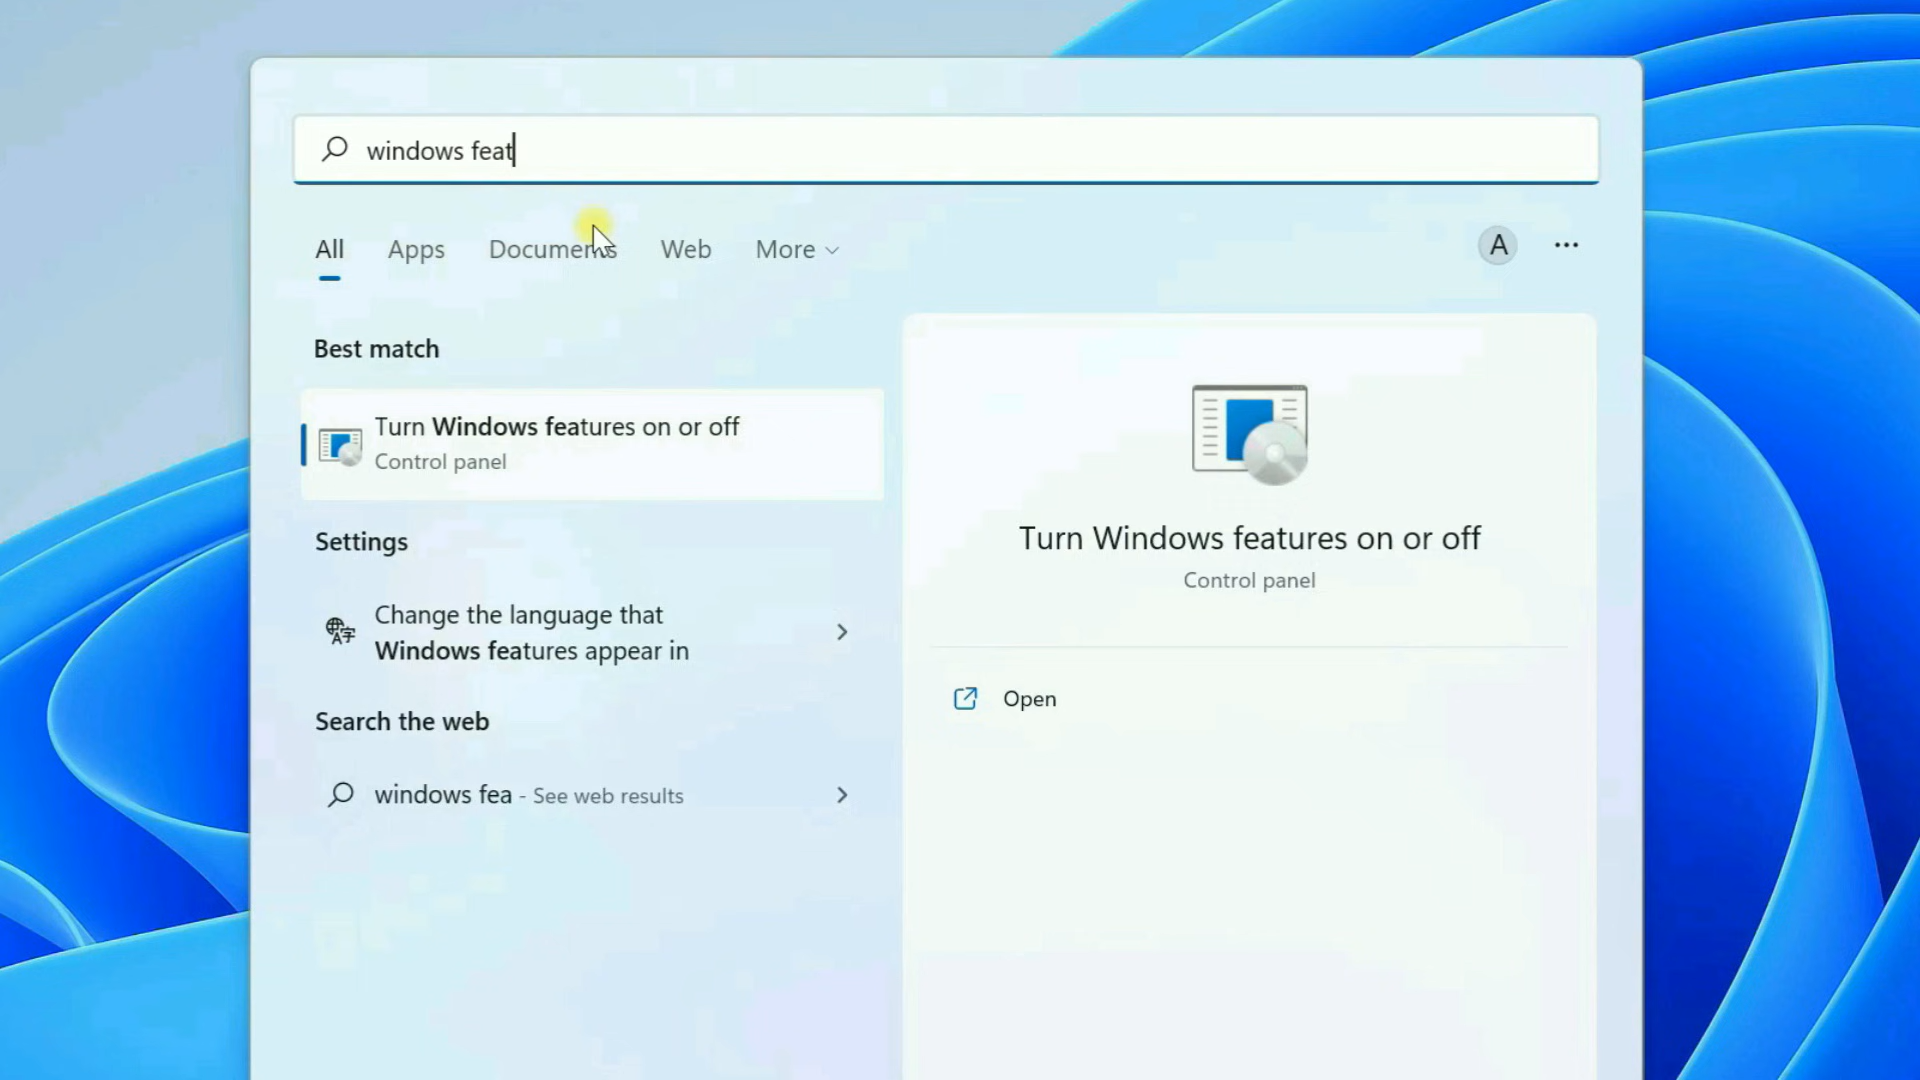 windows feat
All Apps Documents Web More A
Best match
Turn Windows features on or off
Control panel
Settings
Change the language that
Windows features appear in
Search the web
windows fea - See web results
Turn Windows features on or off
Control panel
Open